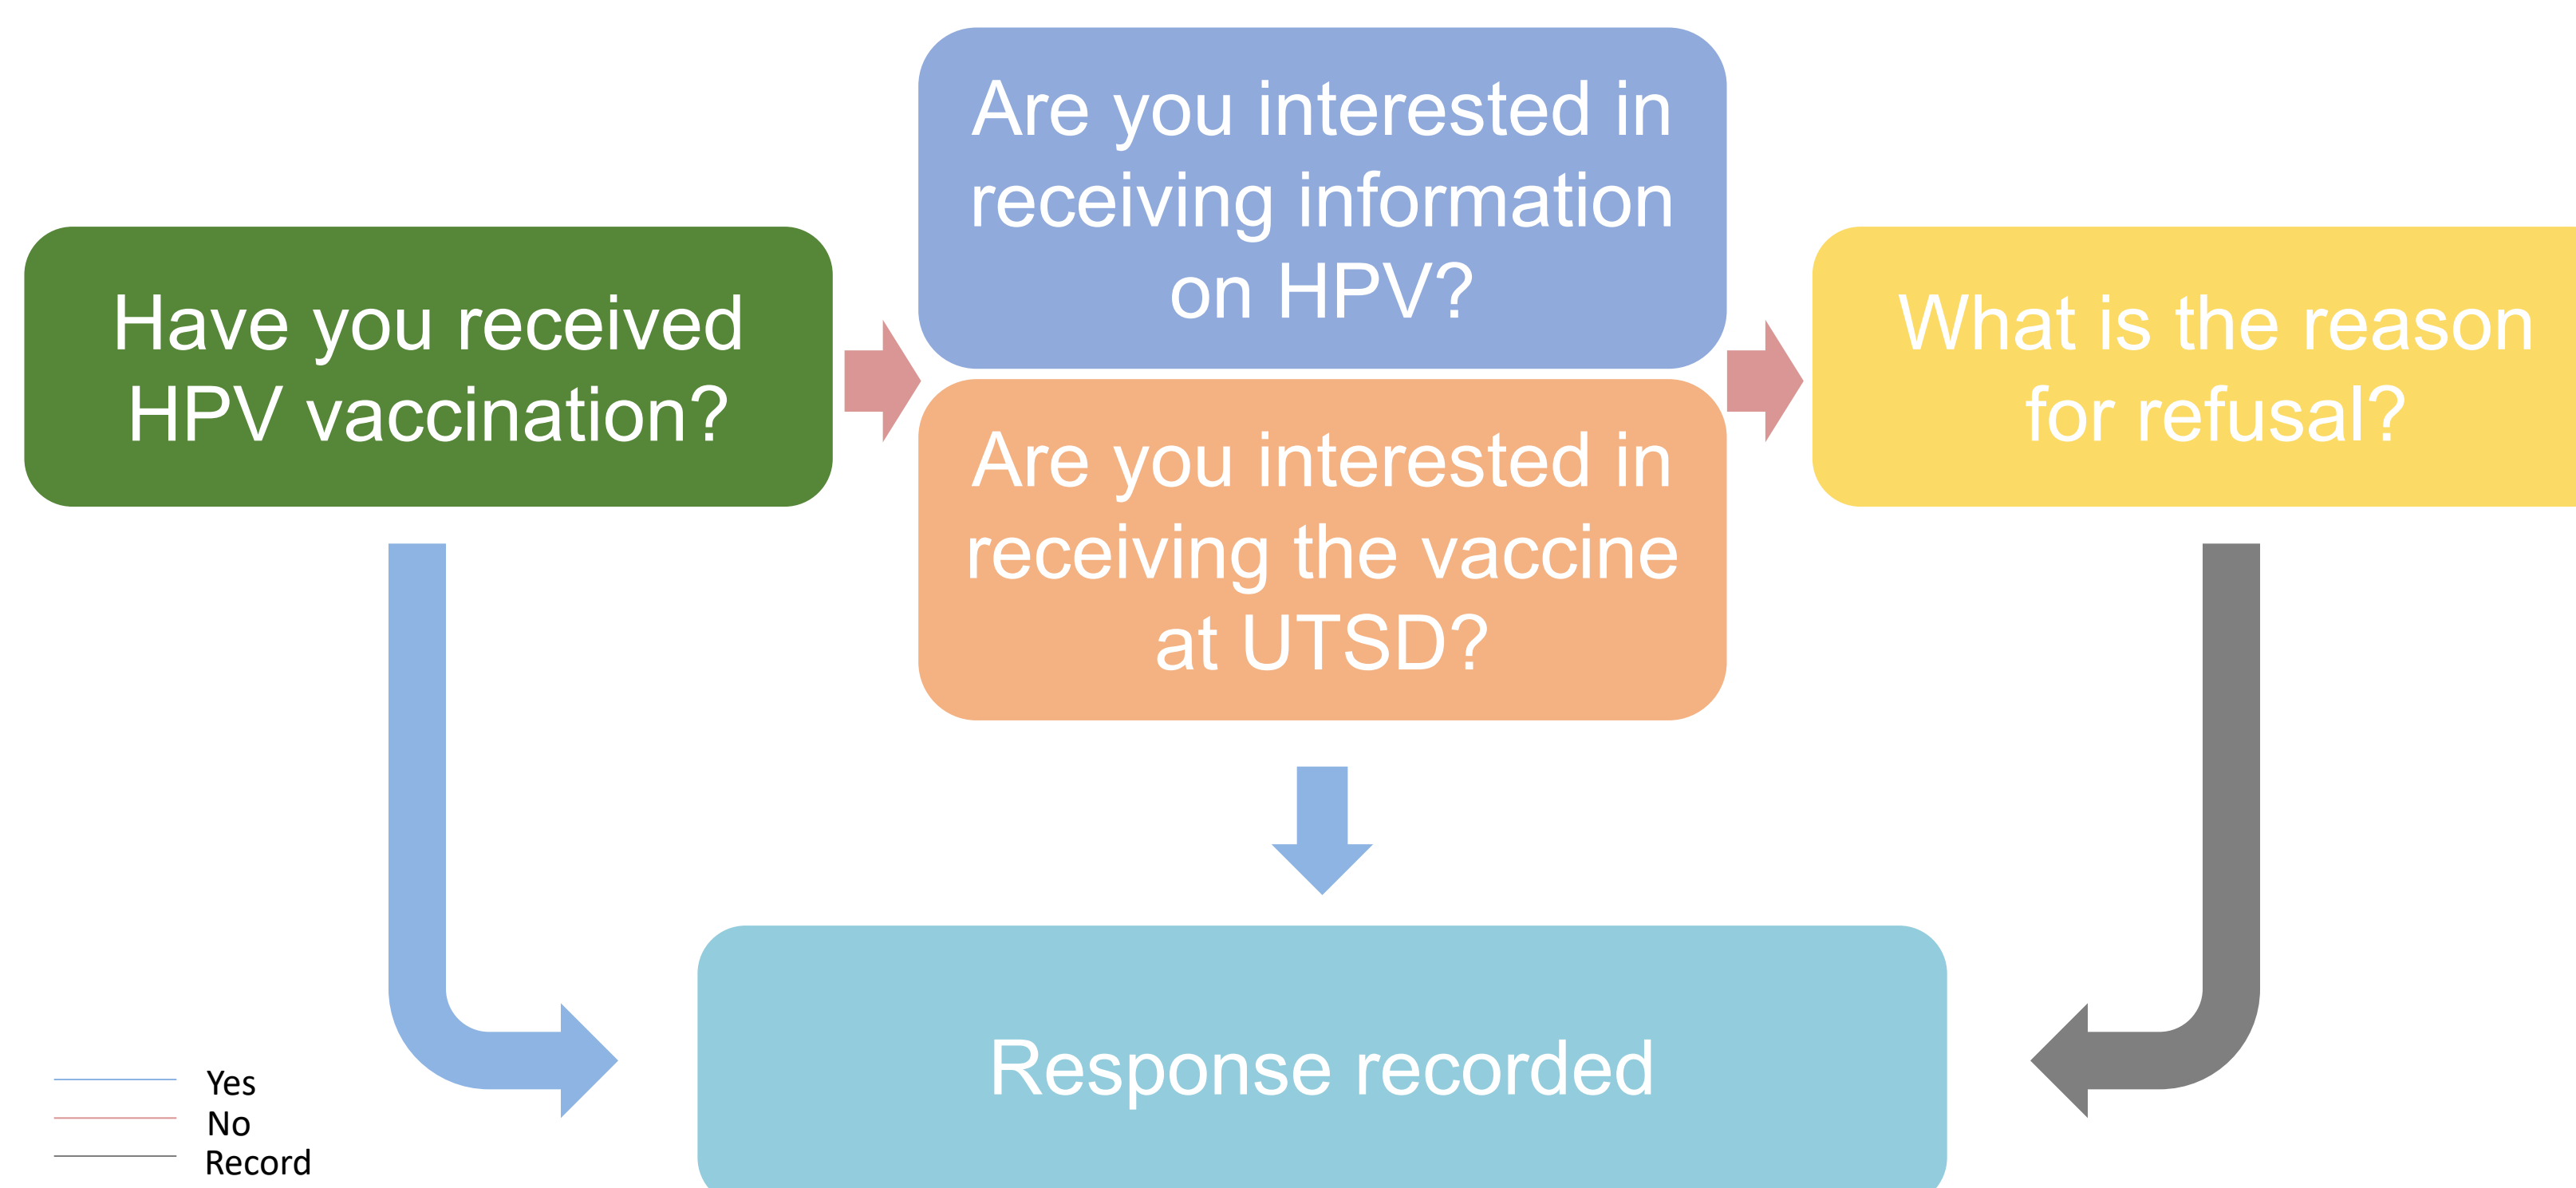 Have you received
HPV vaccination?
Are you interested in
receiving information
on HPV?
Are you interested in
receiving the vaccine
at UTSD?
What is the reason
for refusal?
Response recorded
Yes
No
Record